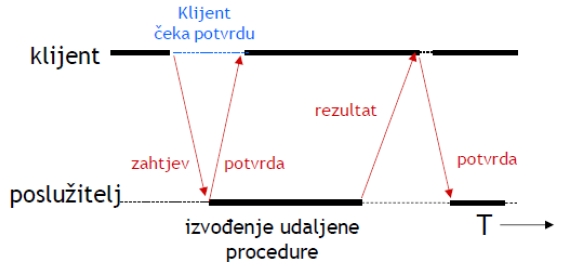 Klijent
čeka potvrdu
klijent
rezultat
zahtjev
potvrda
potvrda
poslužitelj
izvođenje udaljene
procedure
T